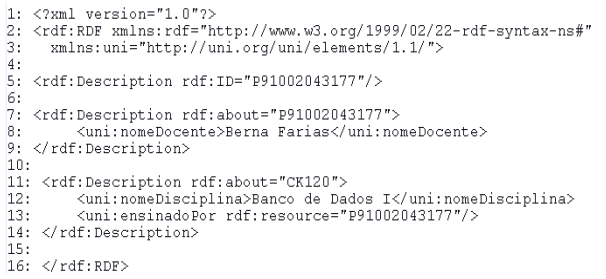 1: <?xml version="1.0"?>
2: <rdf:RDF xmlns:rdf="http://www.w3.org/1999/02/22-rdf-syntax-ns#"
3:   xmlns:uni="http://uni.org/uni/elements/1.1/">
4:
5: <rdf:Description rdf:ID="P91002043177"/>
6:
7: <rdf:Description rdf:about="P91002043177">
8:     <uni:nomeDocente>Berna Farias</uni:nomeDocente>
9: </rdf:Description>
10:
11: <rdf:Description rdf:about="CK120">
12:     <uni:nomeDisciplina>Banco de Dados I</uni:nomeDisciplina>
13:     <uni:ensinadoPor rdf:resource="P91002043177"/>
14: </rdf:Description>
15:
16: </rdf:RDF>